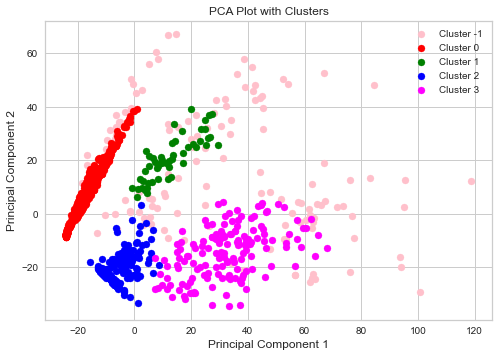 PCA Plot with Clusters
Cluster -1
Cluster 0
Cluster 1
Cluster 2
Cluster 3
Principal Component 2
60
40
20
0
−20
−20 0 20 40 60 80 100 120
Principal Component 1